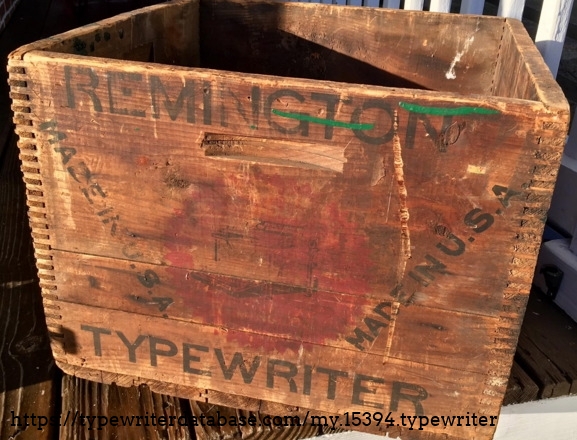 REMINGTON
MADE IN U.S.A
MADE IN U.S.A
TYPEWRITER
https://typewriterdatabase.com/my.15394.typewriter